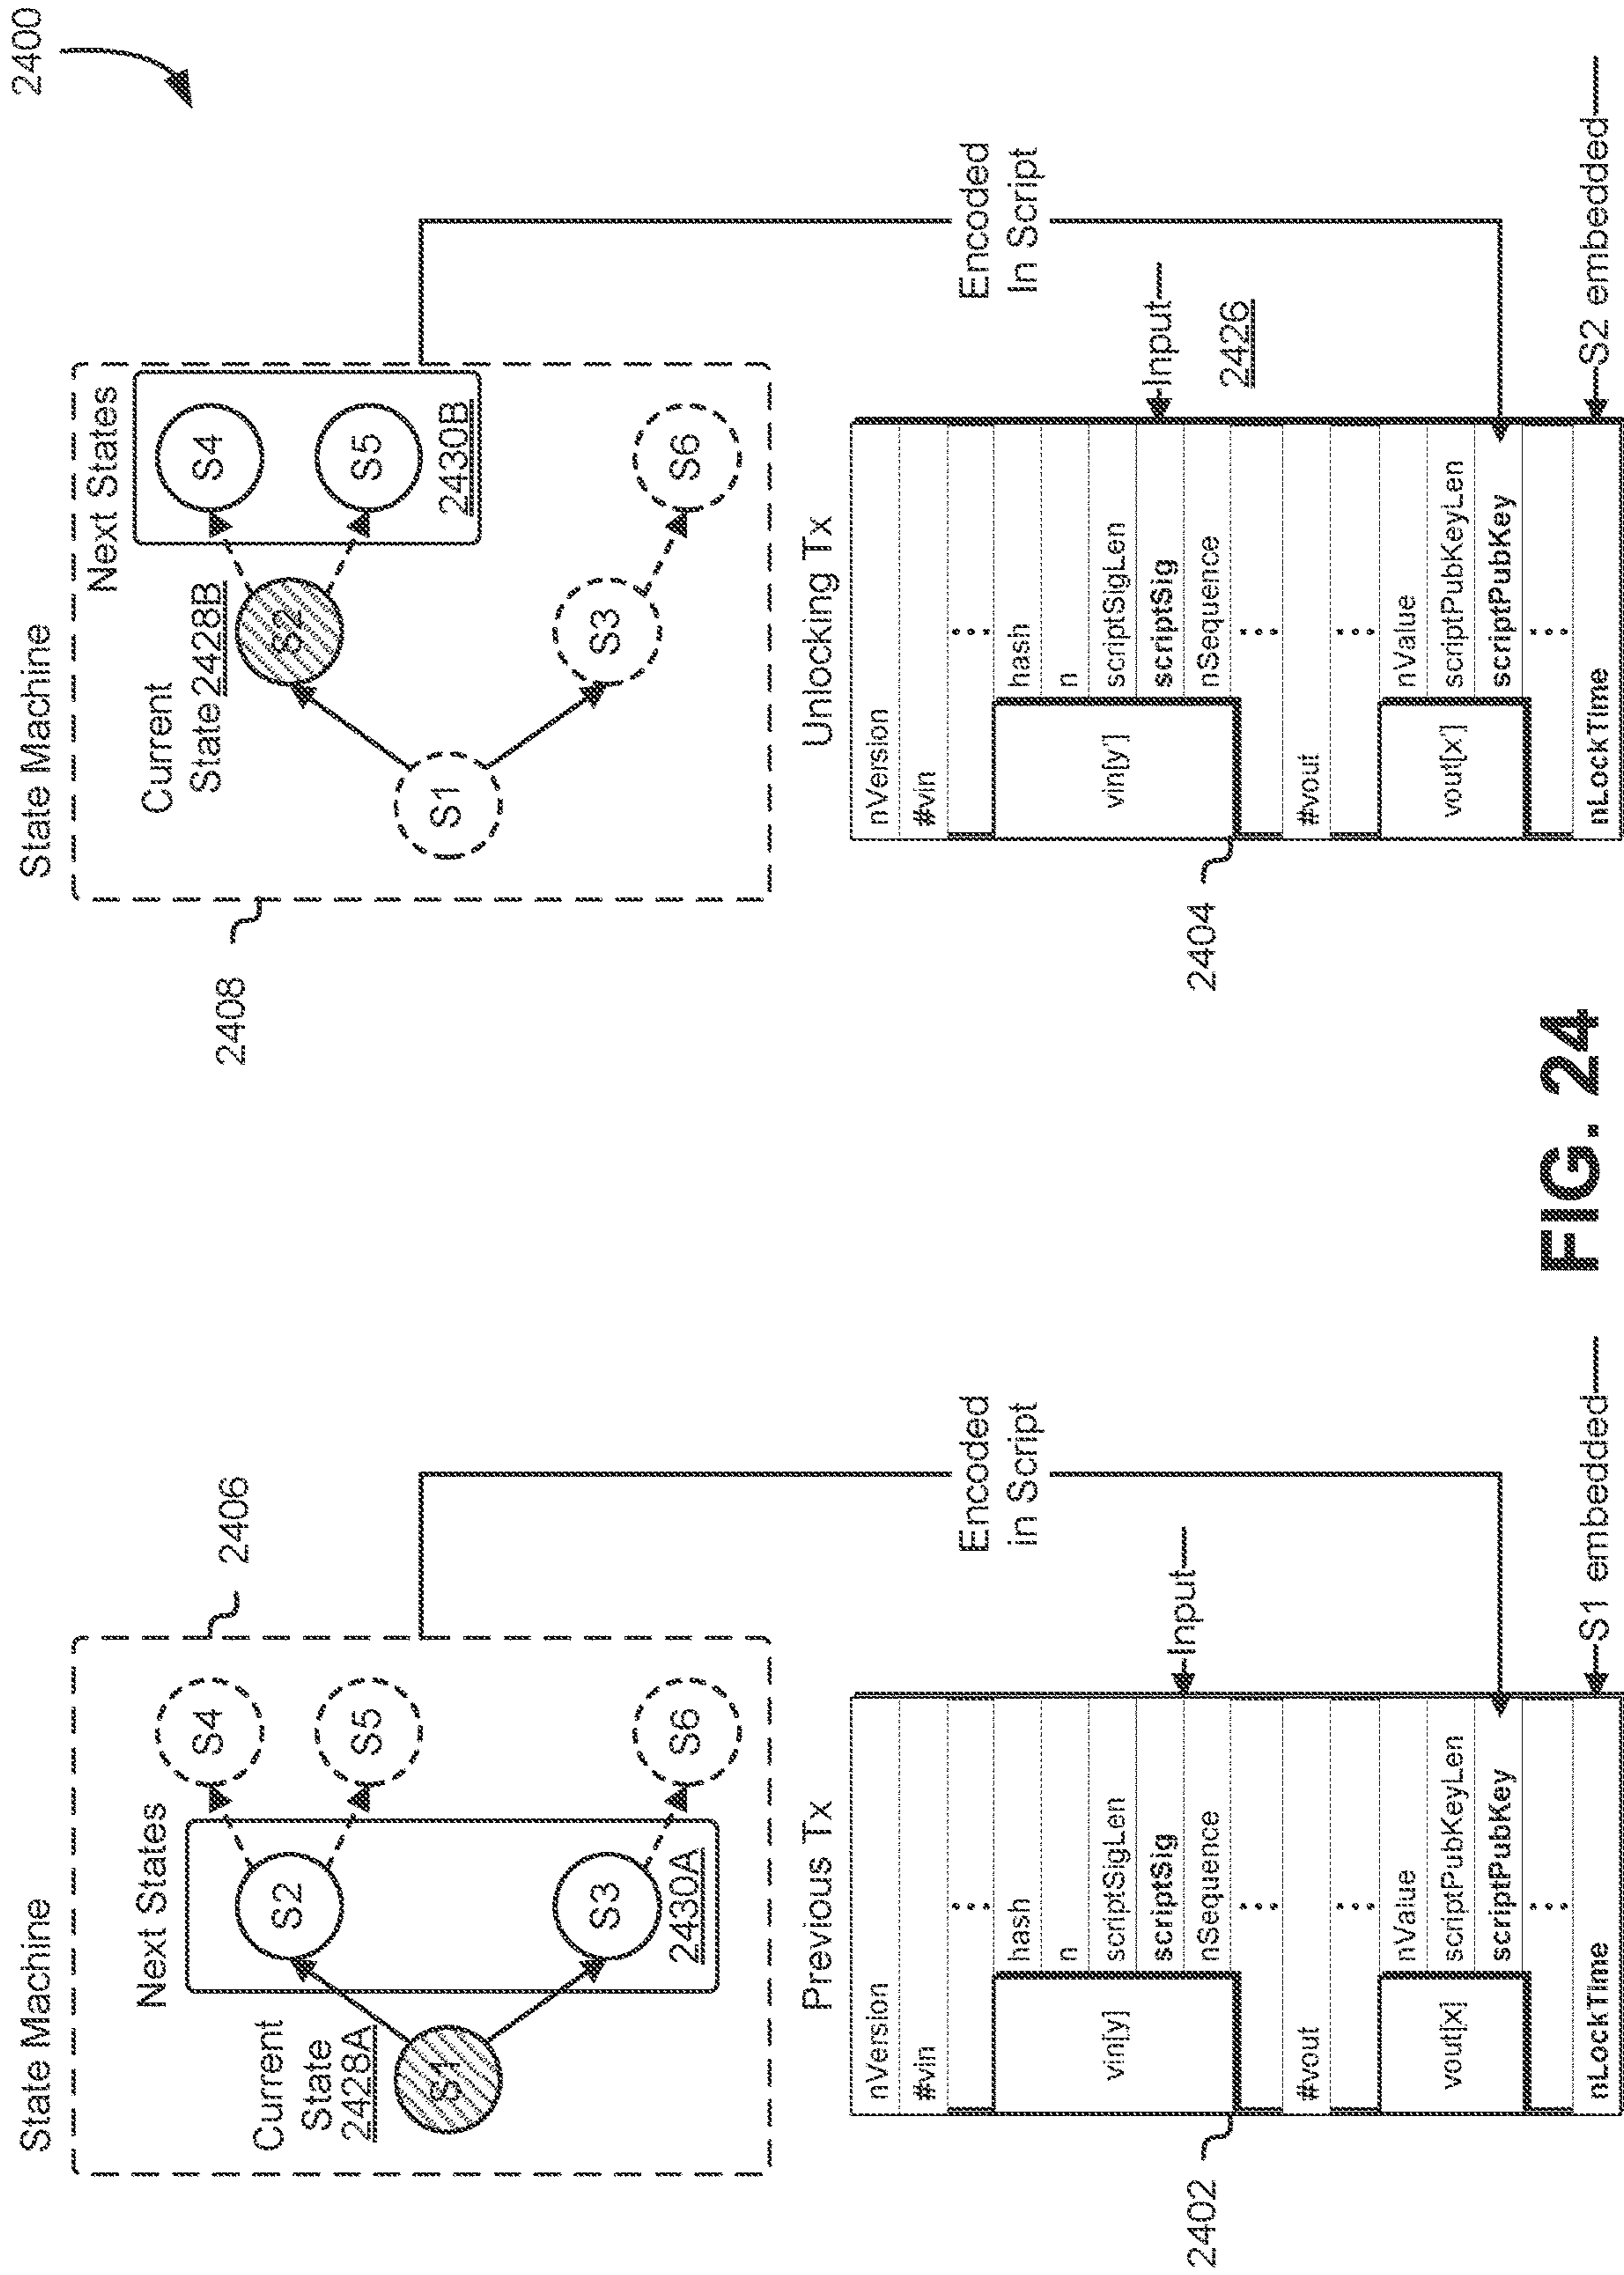 2400
State Machine
Next States
Current
State
2428A
S1
S2
S3
S4
S5
S6
2430A
2406
Previous Tx
nVersion
#vin
...
vin[y]
hash
n
scriptSigLen
scriptSig
nSequence
...
#vout
...
vout[x]
nValue
scriptPubKeyLen
scriptPubKey
...
nLockTime
2402
Input
Encoded
in Script
S1 embedded
State Machine
Next States
Current
State 2428B
S1
S2
S3
S4
S5
S6
2430B
2408
Unlocking Tx
nVersion
#vin
...
vin[y']
hash
n
scriptSigLen
scriptSig
nSequence
...
#vout
...
vout[x']
nValue
scriptPubKeyLen
scriptPubKey
...
nLockTime
2404
Input
2426
Encoded
In Script
S2 embedded
FIG. 24